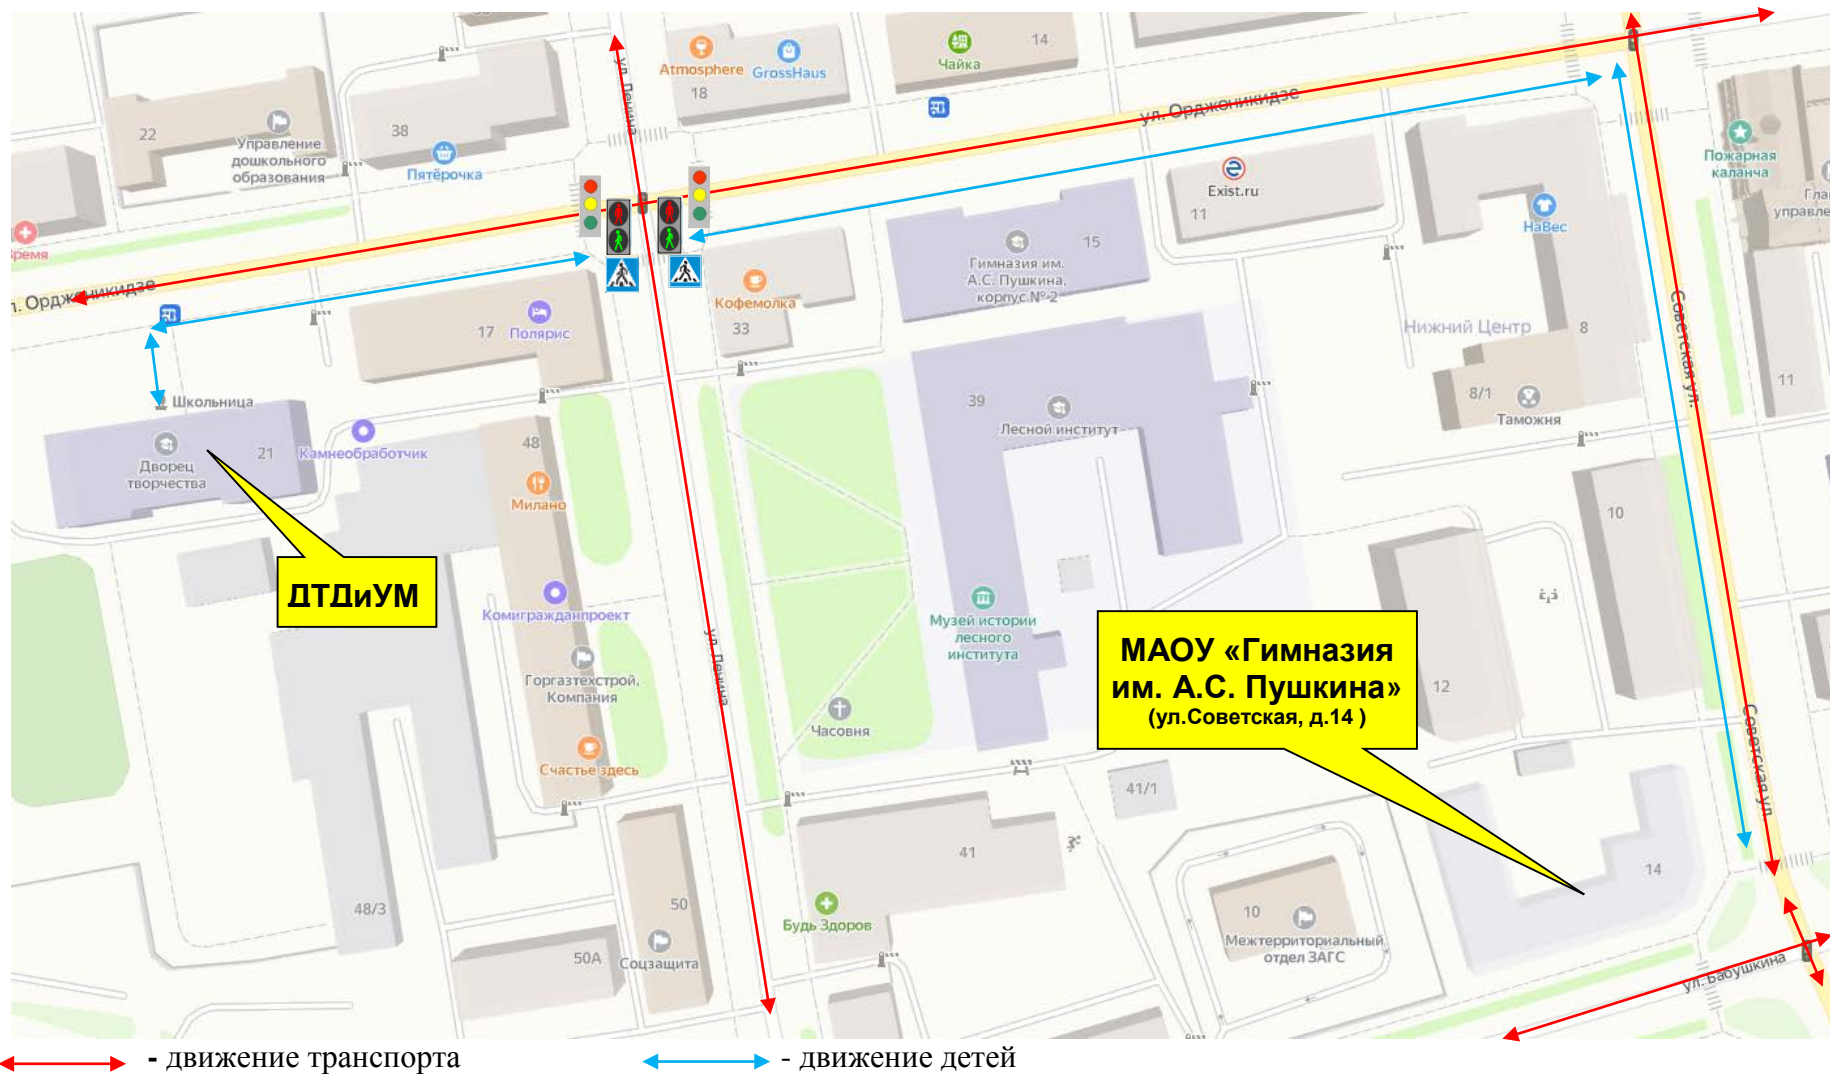 Atmosphere
GrossHaus
18
Чайка
14
ул. Ленина
ул. Орджоникидзе
22
Управление
дошкольного
образования
38
Пятёрочка
Пожарная
каланча
Exist.ru
11
НаВес
Гимназия им.
А.С. Пушкина,
корпус № 2
15
Кофемолка
33
17
Полярис
Школьница
Нижний Центр
8
8/1
Таможня
11
Советская ул.
Дворец
творчества
21
Камнеобработчик
48
Милано
39
Лесной институт
10
ДТДиУМ
Комигражданпроект
Горгазтехстрой,
Компания
Счастье здесь
ул. Ленина
Музей истории
лесного
института
Часовня
МАОУ «Гимназия
им. А.С. Пушкина»
(ул.Советская, д.14 )
12
Советская ул.
41/1
41
14
48/3
50
50А
Соцзащита
Будь Здоров
10
Межтерриториальный
отдел ЗАГС
ул. Бабушкина
- движение транспорта
- движение детей